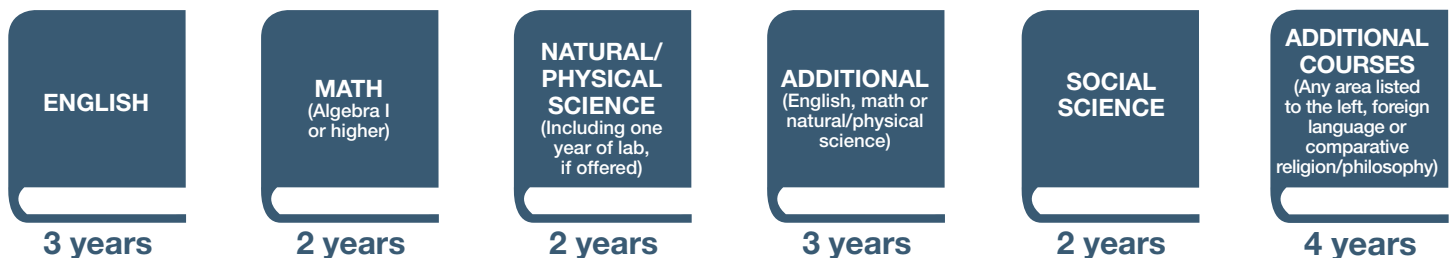 ENGLISH
3 years
MATH
(Algebra I
or higher)
2 years
NATURAL/
PHYSICAL
SCIENCE
(Including one
year of lab,
if offered)
2 years
ADDITIONAL
(English, math or
natural/physical
science)
3 years
SOCIAL
SCIENCE
2 years
ADDITIONAL
COURSES
(Any area listed
to the left, foreign
language or
comparative
religion/philosophy)
4 years